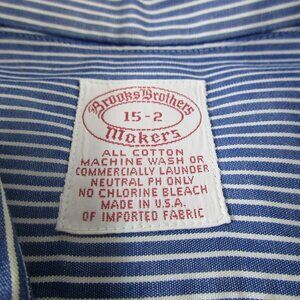 Brooks Brothers
15-2
Makers
ALL COTTON
MACHINE WASH OR
COMMERCIALLY LAUNDER
NEUTRAL PH ONLY
NO CHLORINE BLEACH
MADE IN U.S.A.
OF IMPORTED FABRIC